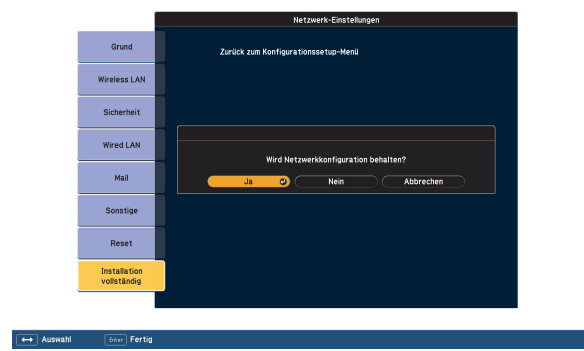 Netzwerk-Einstellungen
Grund
Wireless LAN
Sicherheit
Wired LAN
Mail
Sonstige
Reset
Installation
vollständig
Zurück zum Konfigurationssetup-Menü
Wird Netzwerkkonfiguration behalten?
Ja Nein Abbrechen
Auswahl Enter Fertig